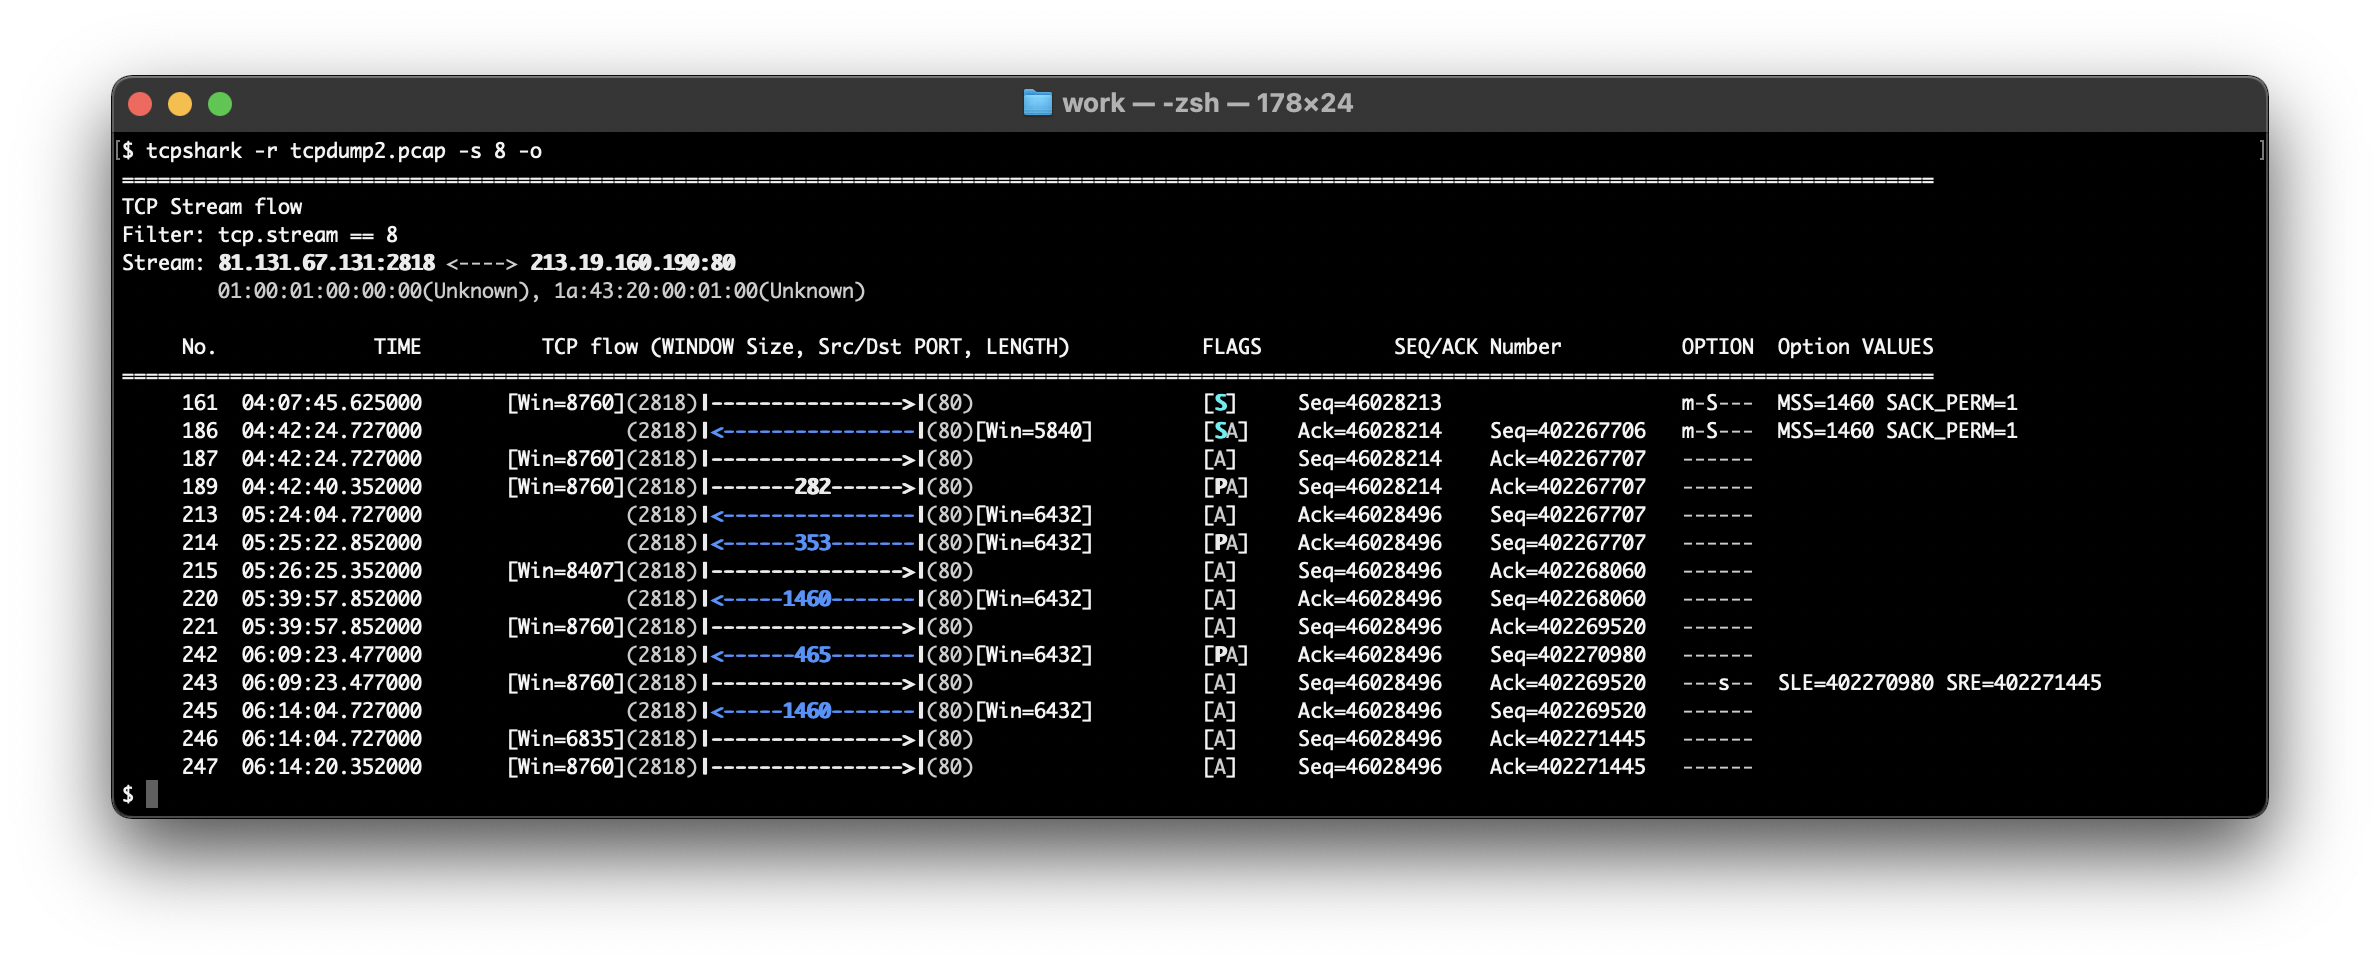 work — -zsh — 178×24
[$ tcpshark -r tcpdump2.pcap -s 8 -o ]
=======================================================================================================================================================
TCP Stream flow
Filter: tcp.stream == 8
Stream: 81.131.67.131:2818 <----> 213.19.160.190:80
        01:00:01:00:00:00(Unknown), 1a:43:20:00:01:00(Unknown)
     No.             TIME          TCP flow (WINDOW Size, Src/Dst PORT, LENGTH)           FLAGS           SEQ/ACK Number          OPTION  Option VALUES
=======================================================================================================================================================
     161  04:07:45.625000       [Win=8760](2818)|---------------->|(80)                   [S]     Seq=46028213                    m-S---  MSS=1460 SACK_PERM=1
     186  04:42:24.727000                 (2818)|<----------------|(80)[Win=5840]         [SA]    Ack=46028214    Seq=402267706   m-S---  MSS=1460 SACK_PERM=1
     187  04:42:24.727000       [Win=8760](2818)|---------------->|(80)                   [A]     Seq=46028214    Ack=402267707   ------
     189  04:42:40.352000       [Win=8760](2818)|-------282------>|(80)                   [PA]    Seq=46028214    Ack=402267707   ------
     213  05:24:04.727000                 (2818)|<----------------|(80)[Win=6432]         [A]     Ack=46028496    Seq=402267707   ------
     214  05:25:22.852000                 (2818)|<------353-------|(80)[Win=6432]         [PA]    Ack=46028496    Seq=402267707   ------
     215  05:26:25.352000       [Win=8407](2818)|---------------->|(80)                   [A]     Seq=46028496    Ack=402268060   ------
     220  05:39:57.852000                 (2818)|<-----1460-------|(80)[Win=6432]         [A]     Ack=46028496    Seq=402268060   ------
     221  05:39:57.852000       [Win=8760](2818)|---------------->|(80)                   [A]     Seq=46028496    Ack=402269520   ------
     242  06:09:23.477000                 (2818)|<------465-------|(80)[Win=6432]         [PA]    Ack=46028496    Seq=402270980   ------
     243  06:09:23.477000       [Win=8760](2818)|---------------->|(80)                   [A]     Seq=46028496    Ack=402269520   ---s--  SLE=402270980 SRE=402271445
     245  06:14:04.727000                 (2818)|<-----1460-------|(80)[Win=6432]         [A]     Ack=46028496    Seq=402269520   ------
     246  06:14:04.727000       [Win=6835](2818)|---------------->|(80)                   [A]     Seq=46028496    Ack=402271445   ------
     247  06:14:20.352000       [Win=8760](2818)|---------------->|(80)                   [A]     Seq=46028496    Ack=402271445   ------
$